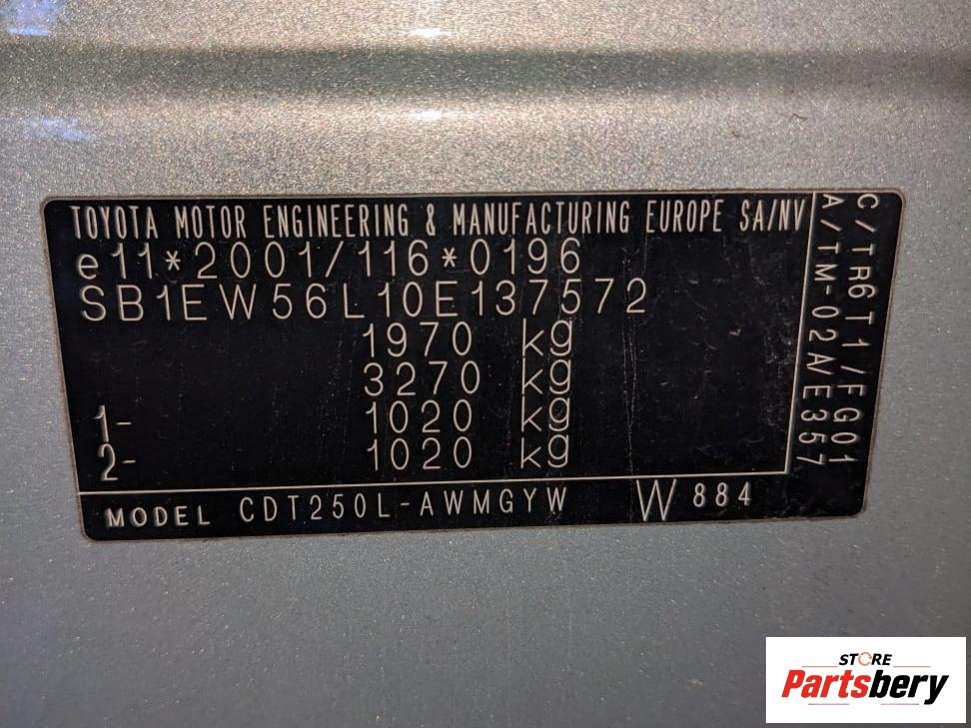 TOYOTA MOTOR ENGINEERING & MANUFACTURING EUROPE SA/NV
e11*2001/116*0196
SB1EW56L10E137572
1970 kg
3270 kg
1- 1020 kg
2- 1020 kg
MODEL CDT250L-AWMGYW W 884
C/TR6T1/FG01
A/TM-02A/E357
STORE
Partsbery